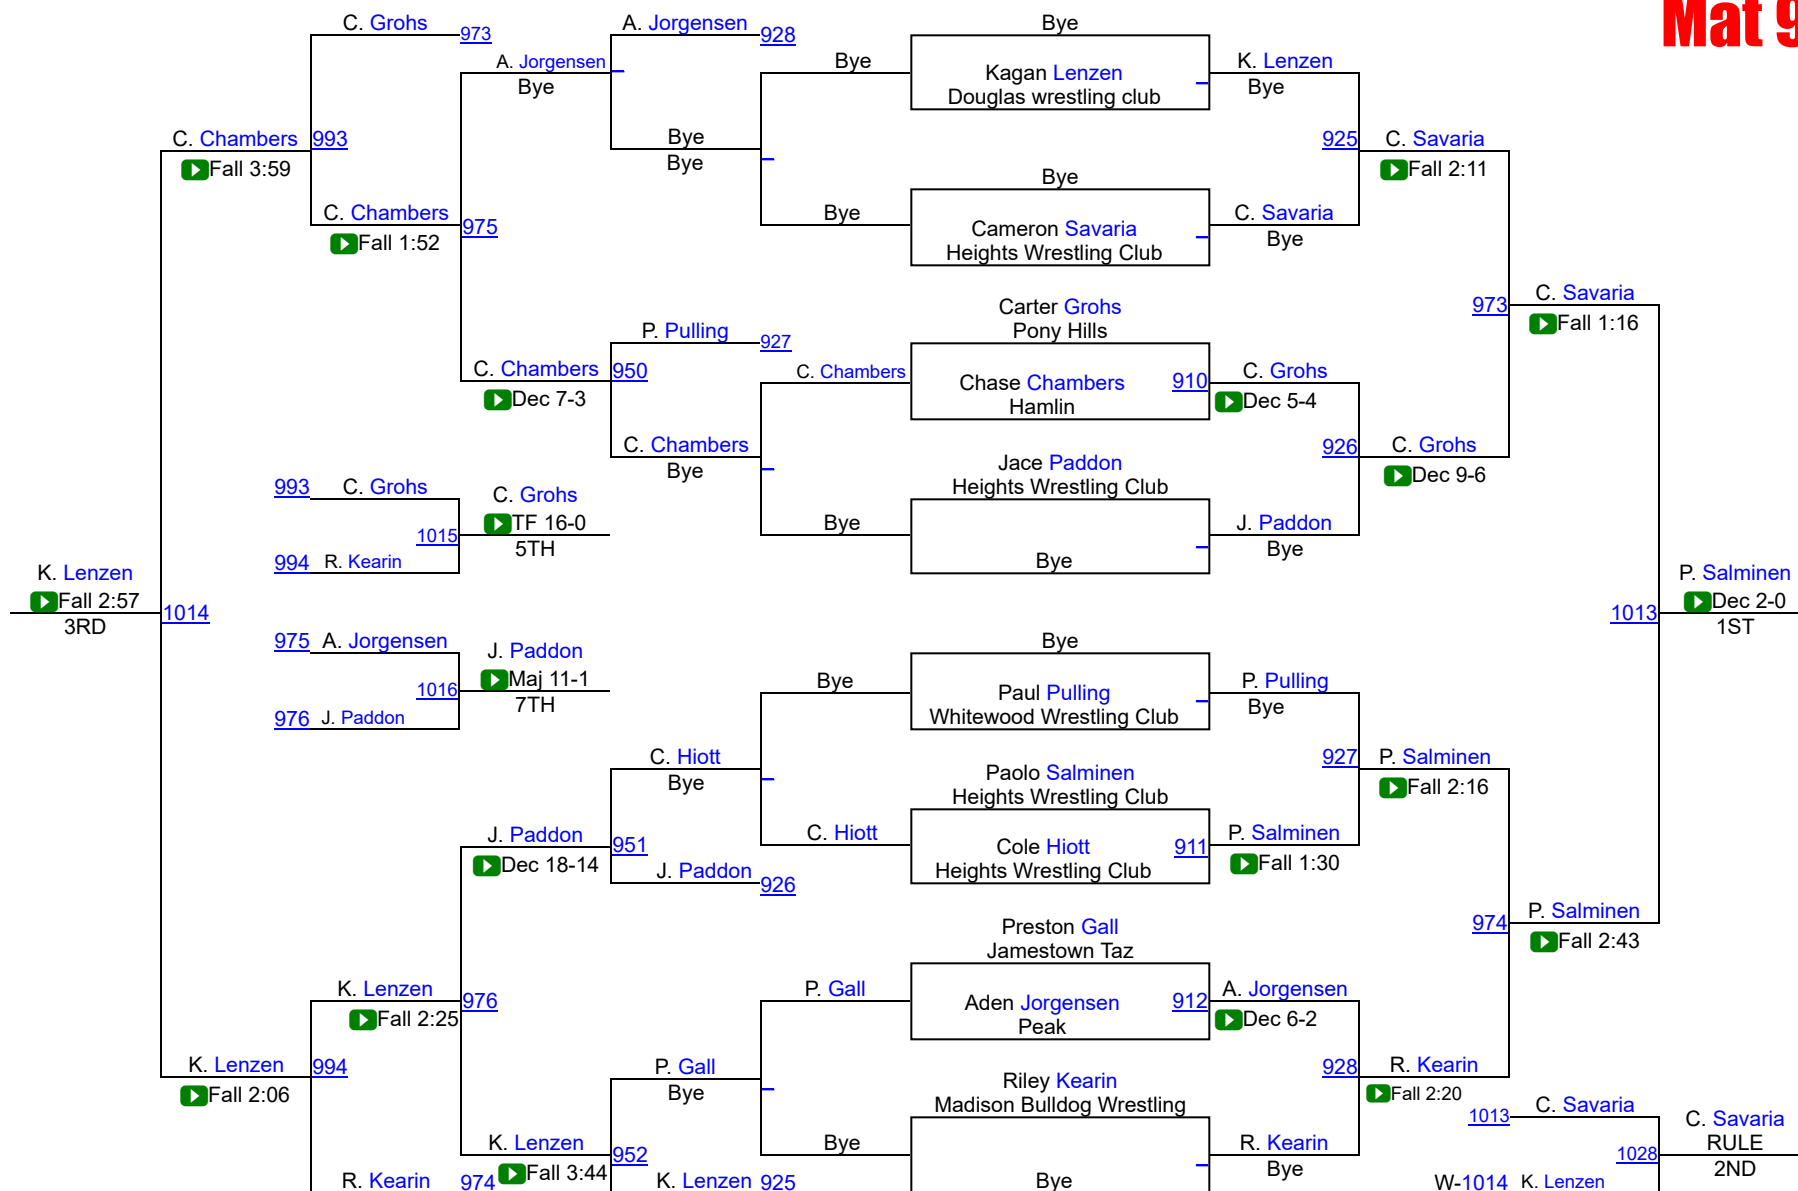 Mat 9
C. Grohs
973
A. Jorgensen
928
Bye
A. Jorgensen
Bye
Bye
Kagan Lenzen
Douglas wrestling club
K. Lenzen
Bye
C. Chambers
993
Fall 3:59
Bye
Bye
925
C. Savaria
Fall 2:11
Bye
C. Chambers
975
Fall 1:52
Bye
Cameron Savaria
Heights Wrestling Club
C. Savaria
Bye
Carter Grohs
Pony Hills
973
C. Savaria
Fall 1:16
P. Pulling
927
C. Chambers
950
Dec 7-3
C. Chambers
Chase Chambers
Hamlin
910
C. Grohs
Dec 5-4
C. Chambers
Bye
926
C. Grohs
Dec 9-6
Jace Paddon
Heights Wrestling Club
993
C. Grohs
C. Grohs
TF 16-0
1015
5TH
994
R. Kearin
Bye
J. Paddon
Bye
Bye
K. Lenzen
Fall 2:57
3RD
1014
P. Salminen
Dec 2-0
1ST
1013
975
A. Jorgensen
J. Paddon
Maj 11-1
1016
7TH
976
J. Paddon
Bye
Bye
Paul Pulling
Whitewood Wrestling Club
P. Pulling
Bye
C. Hiott
Bye
927
P. Salminen
Fall 2:16
Paolo Salminen
Heights Wrestling Club
J. Paddon
951
Dec 18-14
C. Hiott
Cole Hiott
Heights Wrestling Club
911
P. Salminen
Fall 1:30
J. Paddon
926
974
P. Salminen
Fall 2:43
Preston Gall
Jamestown Taz
K. Lenzen
976
Fall 2:25
P. Gall
Aden Jorgensen
Peak
912
A. Jorgensen
Dec 6-2
K. Lenzen
994
Fall 2:06
P. Gall
Bye
928
R. Kearin
Fall 2:20
Riley Kearin
Madison Bulldog Wrestling
1013
C. Savaria
C. Savaria
RULE
1028
2ND
K. Lenzen
952
Fall 3:44
Bye
R. Kearin
Bye
R. Kearin
974
K. Lenzen
925
Bye
W-1014
K. Lenzen